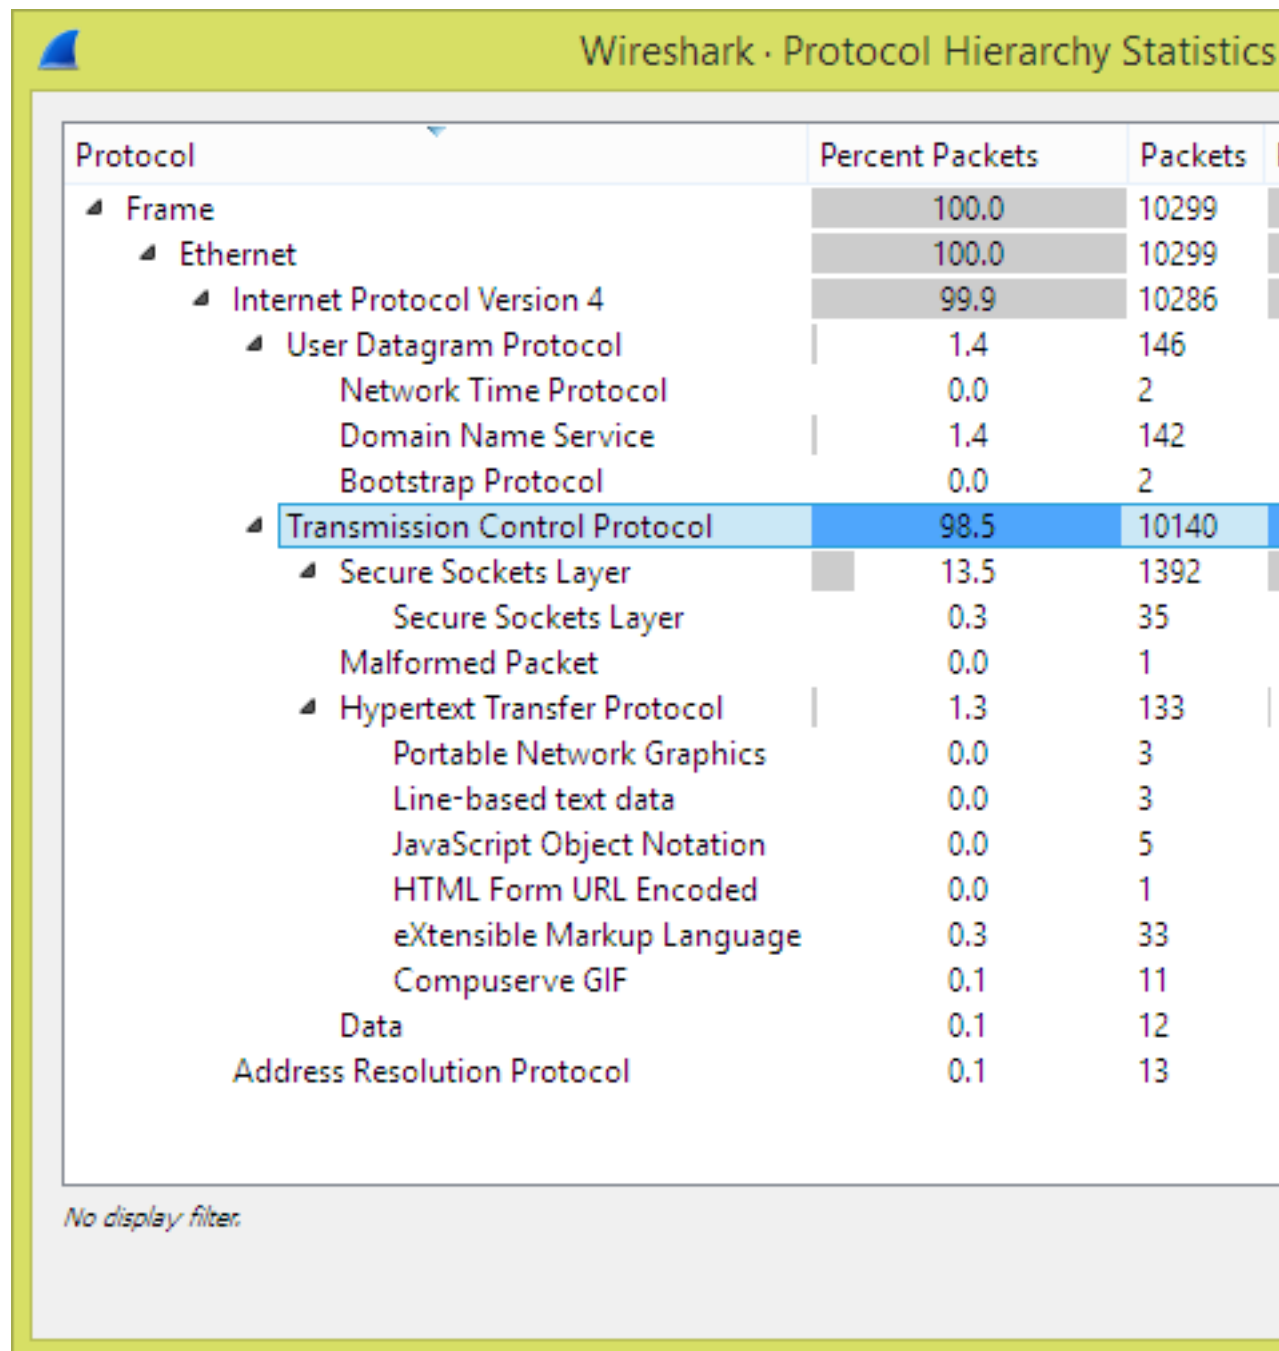 Wireshark · Protocol Hierarchy Statistics
Protocol Percent Packets Packets
Frame 100.0 10299
Ethernet 100.0 10299
Internet Protocol Version 4 99.9 10286
User Datagram Protocol 1.4 146
Network Time Protocol 0.0 2
Domain Name Service 1.4 142
Bootstrap Protocol 0.0 2
Transmission Control Protocol 98.5 10140
Secure Sockets Layer 13.5 1392
Secure Sockets Layer 0.3 35
Malformed Packet 0.0 1
Hypertext Transfer Protocol 1.3 133
Portable Network Graphics 0.0 3
Line-based text data 0.0 3
JavaScript Object Notation 0.0 5
HTML Form URL Encoded 0.0 1
eXtensible Markup Language 0.3 33
Compuserve GIF 0.1 11
Data 0.1 12
Address Resolution Protocol 0.1 13
No display filter.